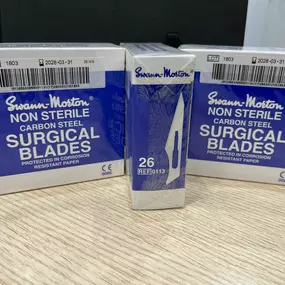 1803 2028-03-31
Swann-Morton
NON STERILE
CARBON STEEL
SURGICAL
BLADES
PROTECTED IN CORROSION
RESISTANT PAPER
CE
Swann-Morton
26
REF 0113
1803 2028-03-31
Swann-Morton
NON STERILE
CARBON STEEL
SURGICAL
BLADES
PROTECTED IN CORROSION
RESISTANT PAPER
CE